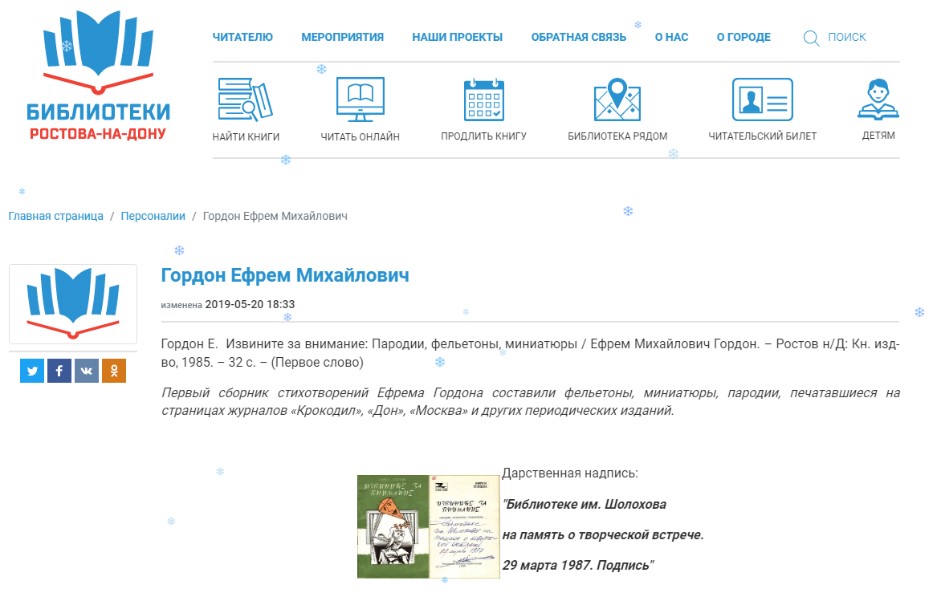 ЧИТАТЕЛЮ МЕРОПРИЯТИЯ НАШИ ПРОЕКТЫ ОБРАТНАЯ СВЯЗЬ О НАС О ГОРОДЕ ПОИСК
БИБЛИОТЕКИ
РОСТОВА-НА-ДОНУ
НАЙТИ КНИГИ ЧИТАТЬ ОНЛАЙН ПРОДЛИТЬ КНИГУ БИБЛИОТЕКА РЯДОМ ЧИТАТЕЛЬСКИЙ БИЛЕТ ДЕТЯМ
Главная страница / Персоналии / Гордон Ефрем Михайлович
Гордон Ефрем Михайлович
изменена 2019-05-20 18:33
Гордон Е. Извините за внимание: Пародии, фельетоны, миниатюры / Ефрем Михайлович Гордон. – Ростов н/Д: Кн. изд-
во, 1985. – 32 с. – (Первое слово)
Первый сборник стихотворений Ефрема Гордона составили фельетоны, миниатюры, пародии, печатавшиеся на
страницах журналов «Крокодил», «Дон», «Москва» и других периодических изданий.
Дарственная надпись:
"Библиотеке им. Шолохова
на память о творческой встрече.
29 марта 1987. Подпись"
ИЗВИНИТЕ ЗА
ВНИМАНИЕ
ИЗВИНИТЕ ЗА
ВНИМАНИЕ